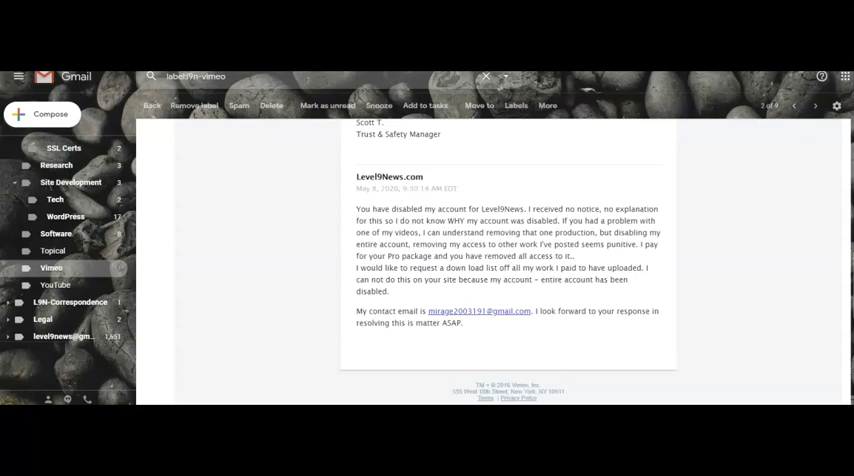 Gmail label:l9n-vimeo
Compose Back Remove label Spam Delete Mark as unread Snooze Add to tasks Move to Labels More 2 of 9
SSL Certs 2
Research 3
Site Development 3
Tech 2
WordPress 17
Software 8
Topical
Vimeo
YouTube
L9N-Correspondence 1
Legal 2
level9news@gm... 1,651
Scott T.
Trust & Safety Manager
Level9News.com
May 8, 2020, 9:30:14 AM EDT
You have disabled my account for Level9News. I received no notice, no explanation
for this so I do not know WHY my account was disabled. If you had a problem with
one of my videos, I can understand removing that one production, but disabling my
entire account, removing my access to other work I've posted seems punitive. I pay
for your Pro package and you have removed all access to it..
I would like to request a down load list off all my work I paid to have uploaded. I
can not do this on your site because my account - entire account has been
disabled.
My contact email is mirage2003191@gmail.com. I look forward to your response in
resolving this is matter ASAP.
TM + © 2016 Vimeo, Inc.
555 West 18th Street, New York, NY 10011
Terms | Privacy Policy